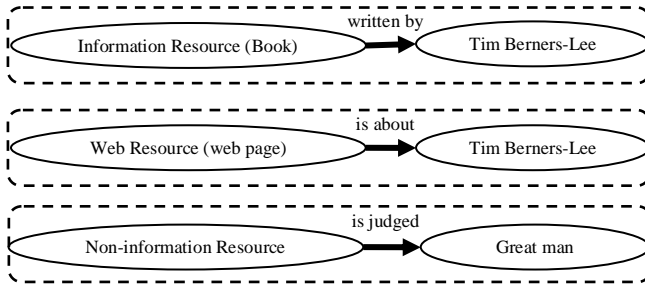 written by
Information Resource (Book)
Tim Berners-Lee
is about
Web Resource (web page)
Tim Berners-Lee
is judged
Non-information Resource
Great man